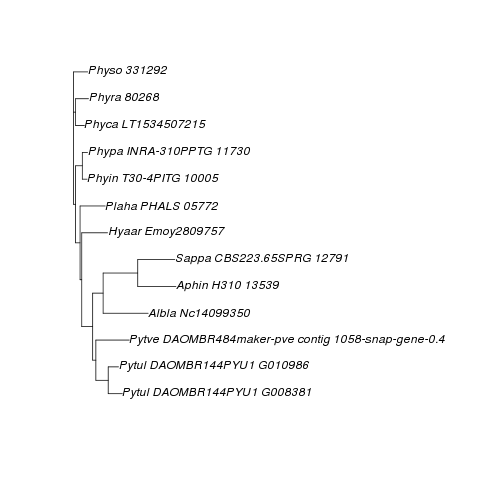 Physo 331292
Phyra 80268
Phyca LT1534507215
Phypa INRA-310PPTG 11730
Phyin T30-4PITG 10005
Plaha PHALS 05772
Hyaar Emoy2809757
Sappa CBS223.65SPRG 12791
Aphin H310 13539
Albla Nc14099350
Pytve DAOMBR484maker-pve contig 1058-snap-gene-0.4
Pytul DAOMBR144PYU1 G010986
Pytul DAOMBR144PYU1 G008381